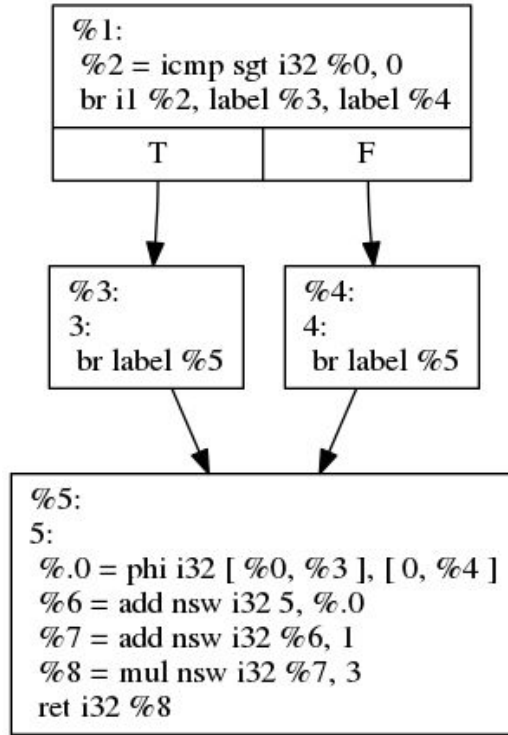 %1:
%2 = icmp sgt i32 %0, 0
br i1 %2, label %3, label %4
T F
%3:
3:
br label %5
%4:
4:
br label %5
%5:
5:
%.0 = phi i32 [ %0, %3 ], [ 0, %4 ]
%6 = add nsw i32 5, %.0
%7 = add nsw i32 %6, 1
%8 = mul nsw i32 %7, 3
ret i32 %8